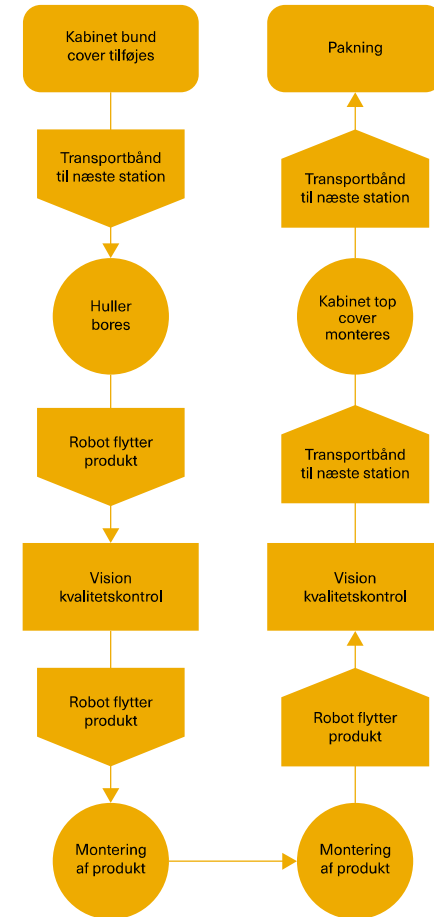 Kabinet bund
cover tilføjes
Transportbånd
til næste station
Huller
bores
Robot flytter
produkt
Vision
kvalitetskontrol
Robot flytter
produkt
Montering
af produkt
Montering
af produkt
Robot flytter
produkt
Vision
kvalitetskontrol
Transportbånd
til næste station
Kabinet top
cover
monteres
Transportbånd
til næste station
Pakning